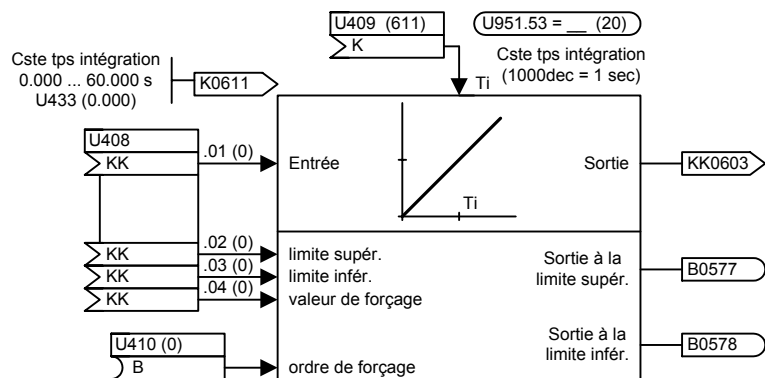 U409 (611)
K
U951.53 = __ (20)
Cste tps intégration
(1000dec = 1 sec)
Cste tps intégration
0.000 ... 60.000 s
U433 (0.000)
K0611
Ti
U408
KK
.01 (0)
Entrée
Ti
Sortie
KK0603
KK
.02 (0)
limite supér.
KK
.03 (0)
limite infér.
KK
.04 (0)
valeur de forçage
Sortie à la
limite supér.
B0577
Sortie à la
limite infér.
B0578
U410 (0)
B
ordre de forçage